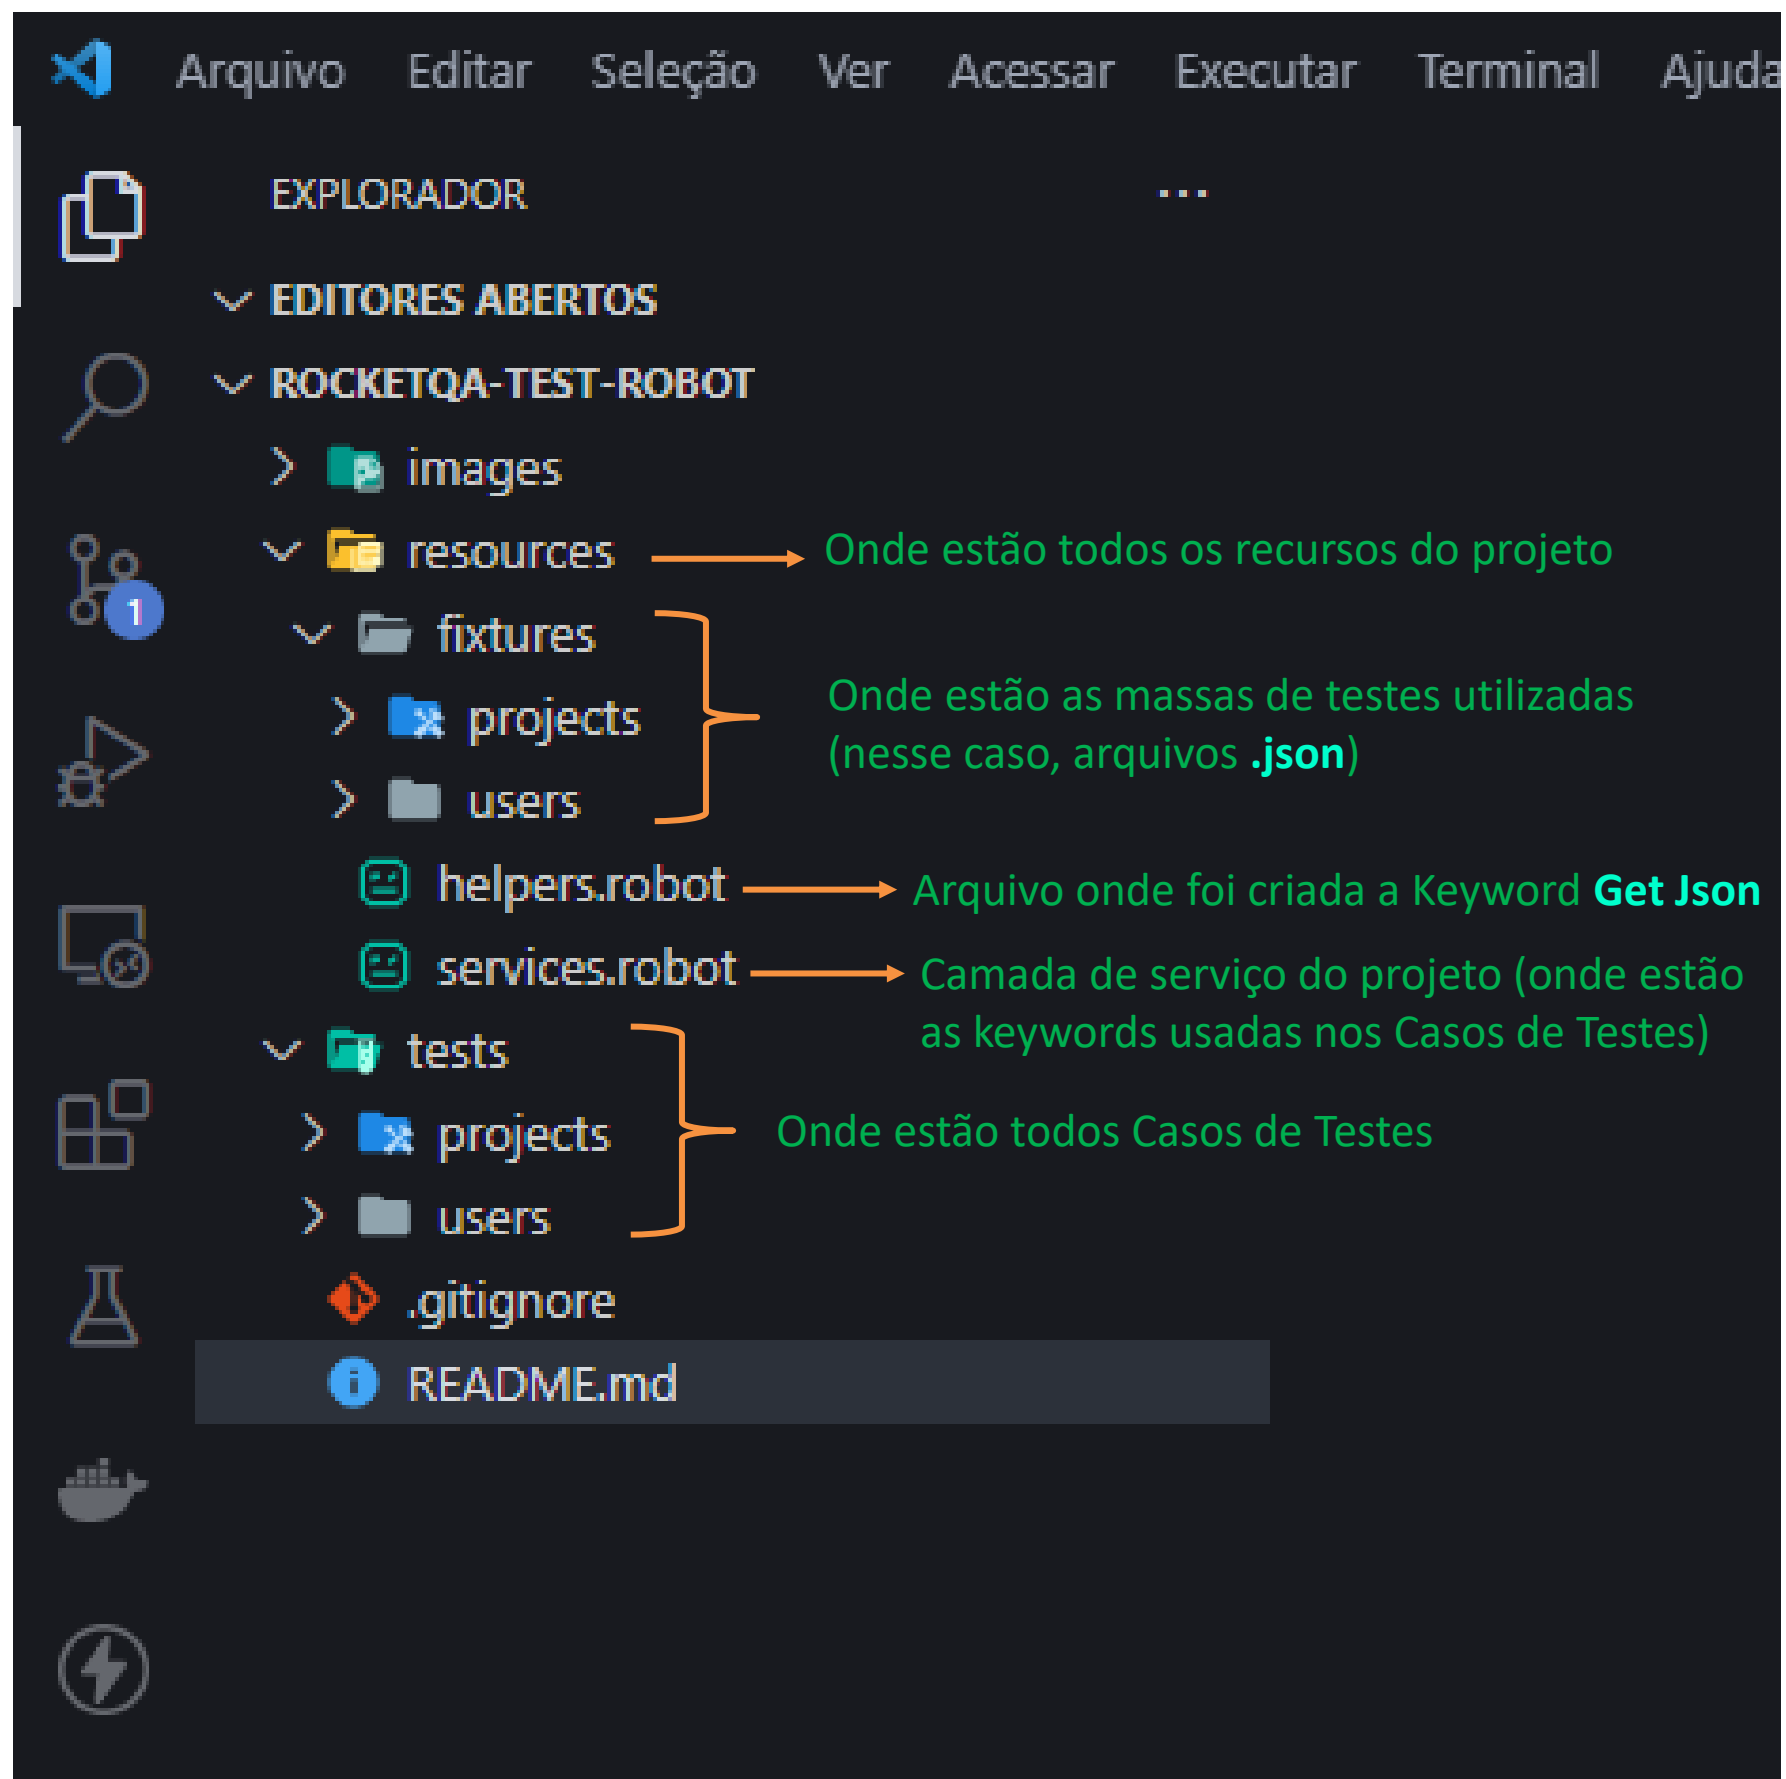 Arquivo Editar Seleção Ver Acessar Executar Terminal Ajuda
EXPLORADOR ...
EDITORES ABERTOS
ROCKETQA-TEST-ROBOT
images
resources Onde estão todos os recursos do projeto
fixtures
Onde estão as massas de testes utilizadas
projects
(nesse caso, arquivos .json)
users
helpers.robot Arquivo onde foi criada a Keyword Get Json
services.robot Camada de serviço do projeto (onde estão
as keywords usadas nos Casos de Testes)
tests
projects Onde estão todos Casos de Testes
users
.gitignore
README.md
1